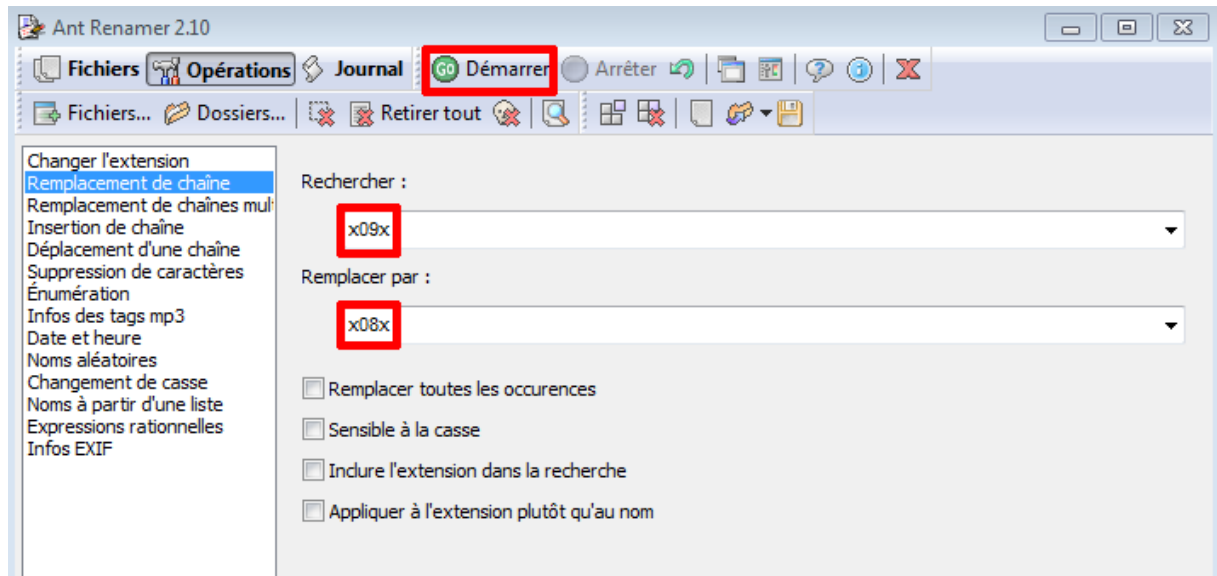 Ant Renamer 2.10
Fichiers Opérations Journal GO Démarrer Arrêter
Fichiers... Dossiers... Retirer tout
Changer l'extension
Remplacement de chaîne
Remplacement de chaînes mul
Insertion de chaîne
Déplacement d'une chaîne
Suppression de caractères
Énumération
Infos des tags mp3
Date et heure
Noms aléatoires
Changement de casse
Noms à partir d'une liste
Expressions rationnelles
Infos EXIF
Rechercher :
x09x
Remplacer par :
x08x
Remplacer toutes les occurences
Sensible à la casse
Inclure l'extension dans la recherche
Appliquer à l'extension plutôt qu'au nom